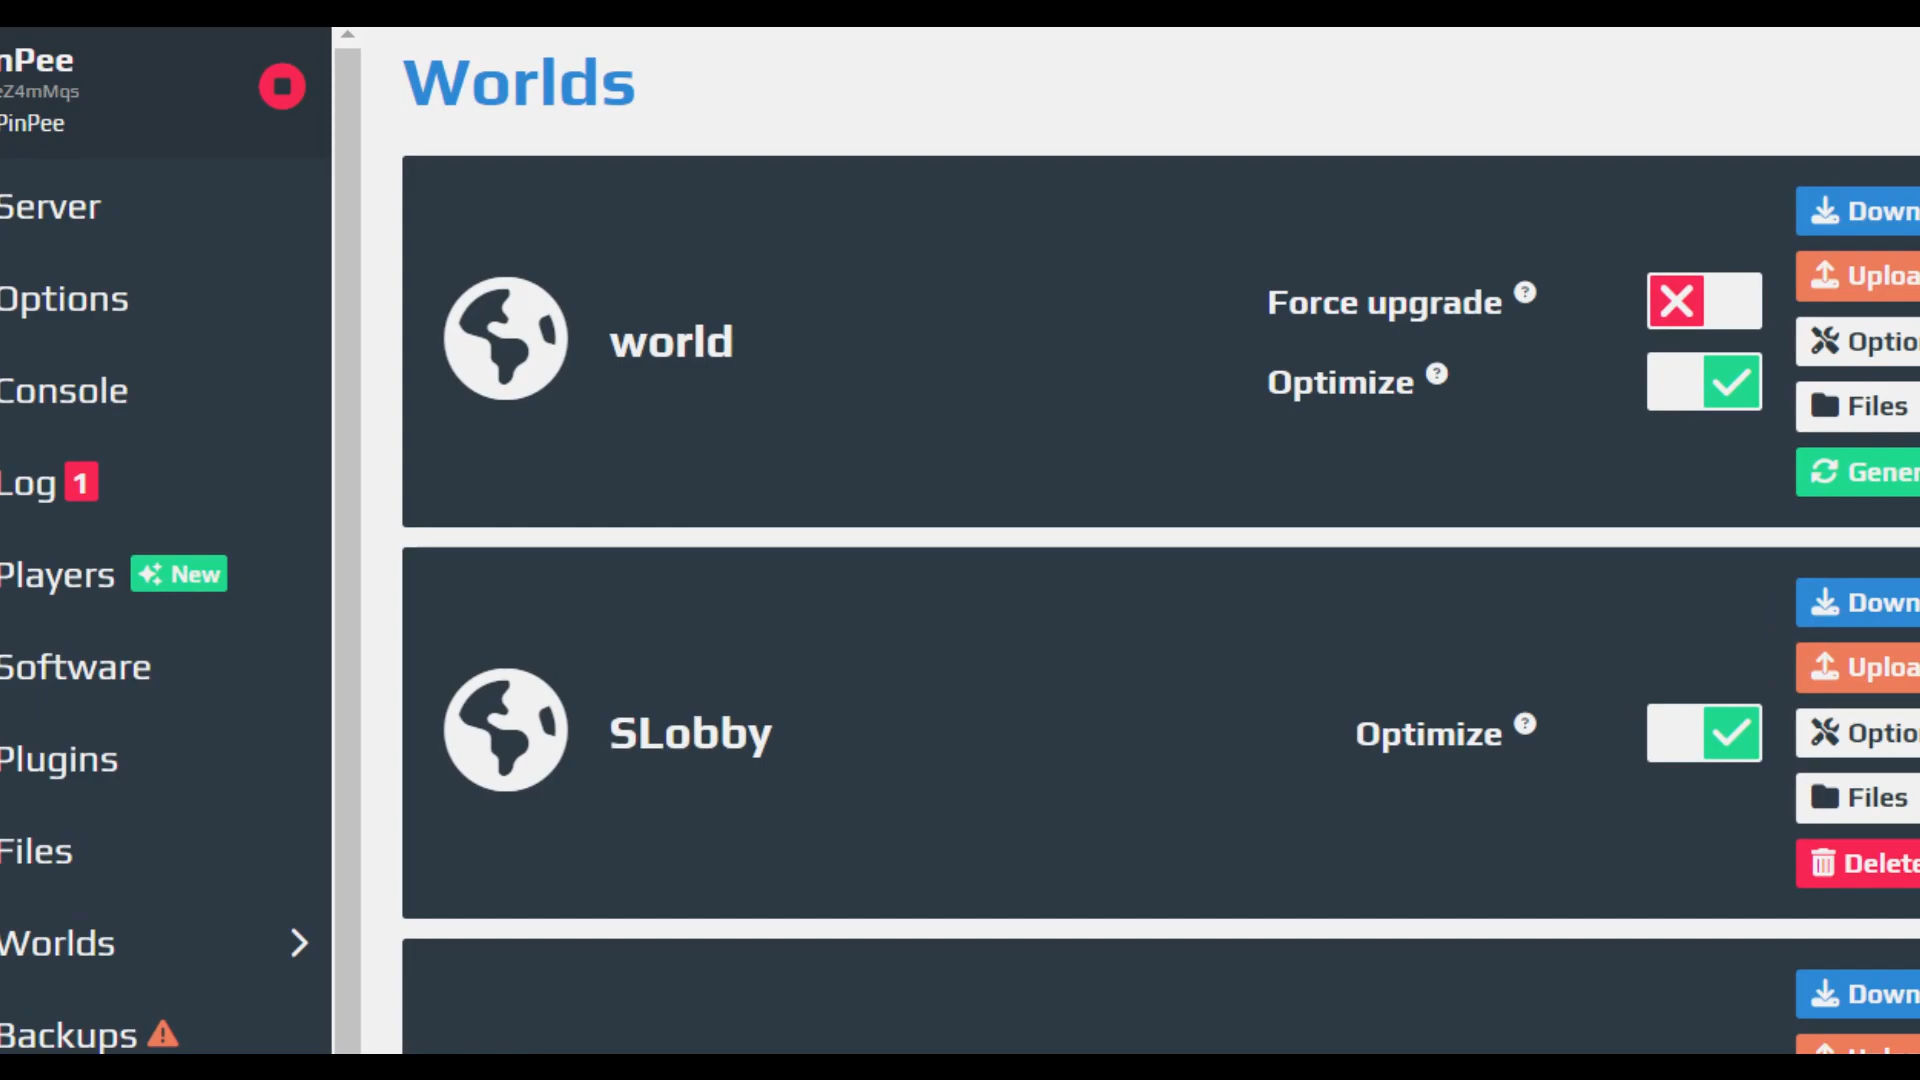 nPee
eZ4mMqs
PinPee
Server
Options
Console
Log 1
Players New
Software
Plugins
Files
Worlds
Backups
Worlds
world
Force upgrade ?
Optimize ?
Down
Uploa
Optio
Files
Gener
SLobby
Optimize ?
Down
Uploa
Optio
Files
Delete
Down